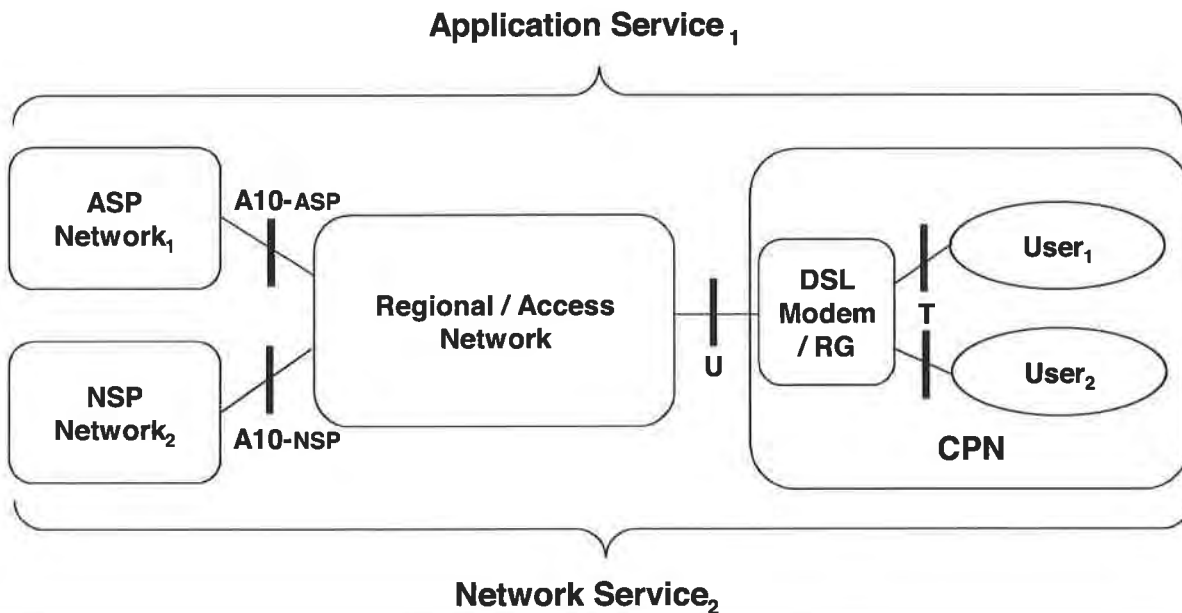 Application Service₁
ASP
Network₁
A10-ASP
Regional / Access
Network
NSP
Network₂
A10-NSP
U
DSL
Modem
/ RG
T
User₁
User₂
CPN
Network Service₂